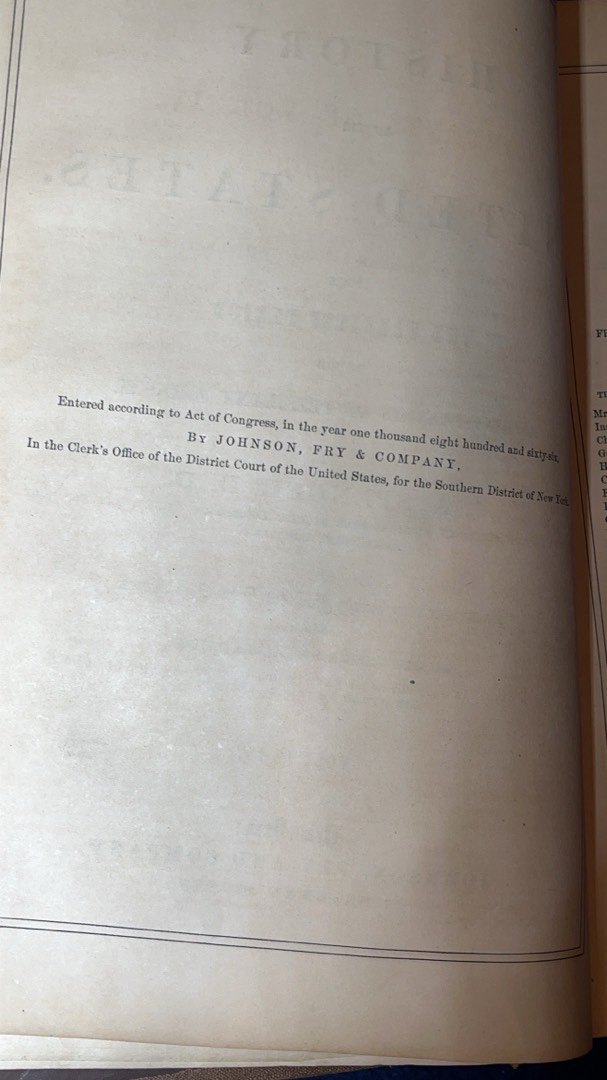 Entered according to Act of Congress, in the year one thousand eight hundred and sixty-six,
BY JOHNSON, FRY & COMPANY,
In the Clerk's Office of the District Court of the United States, for the Southern District of New York.